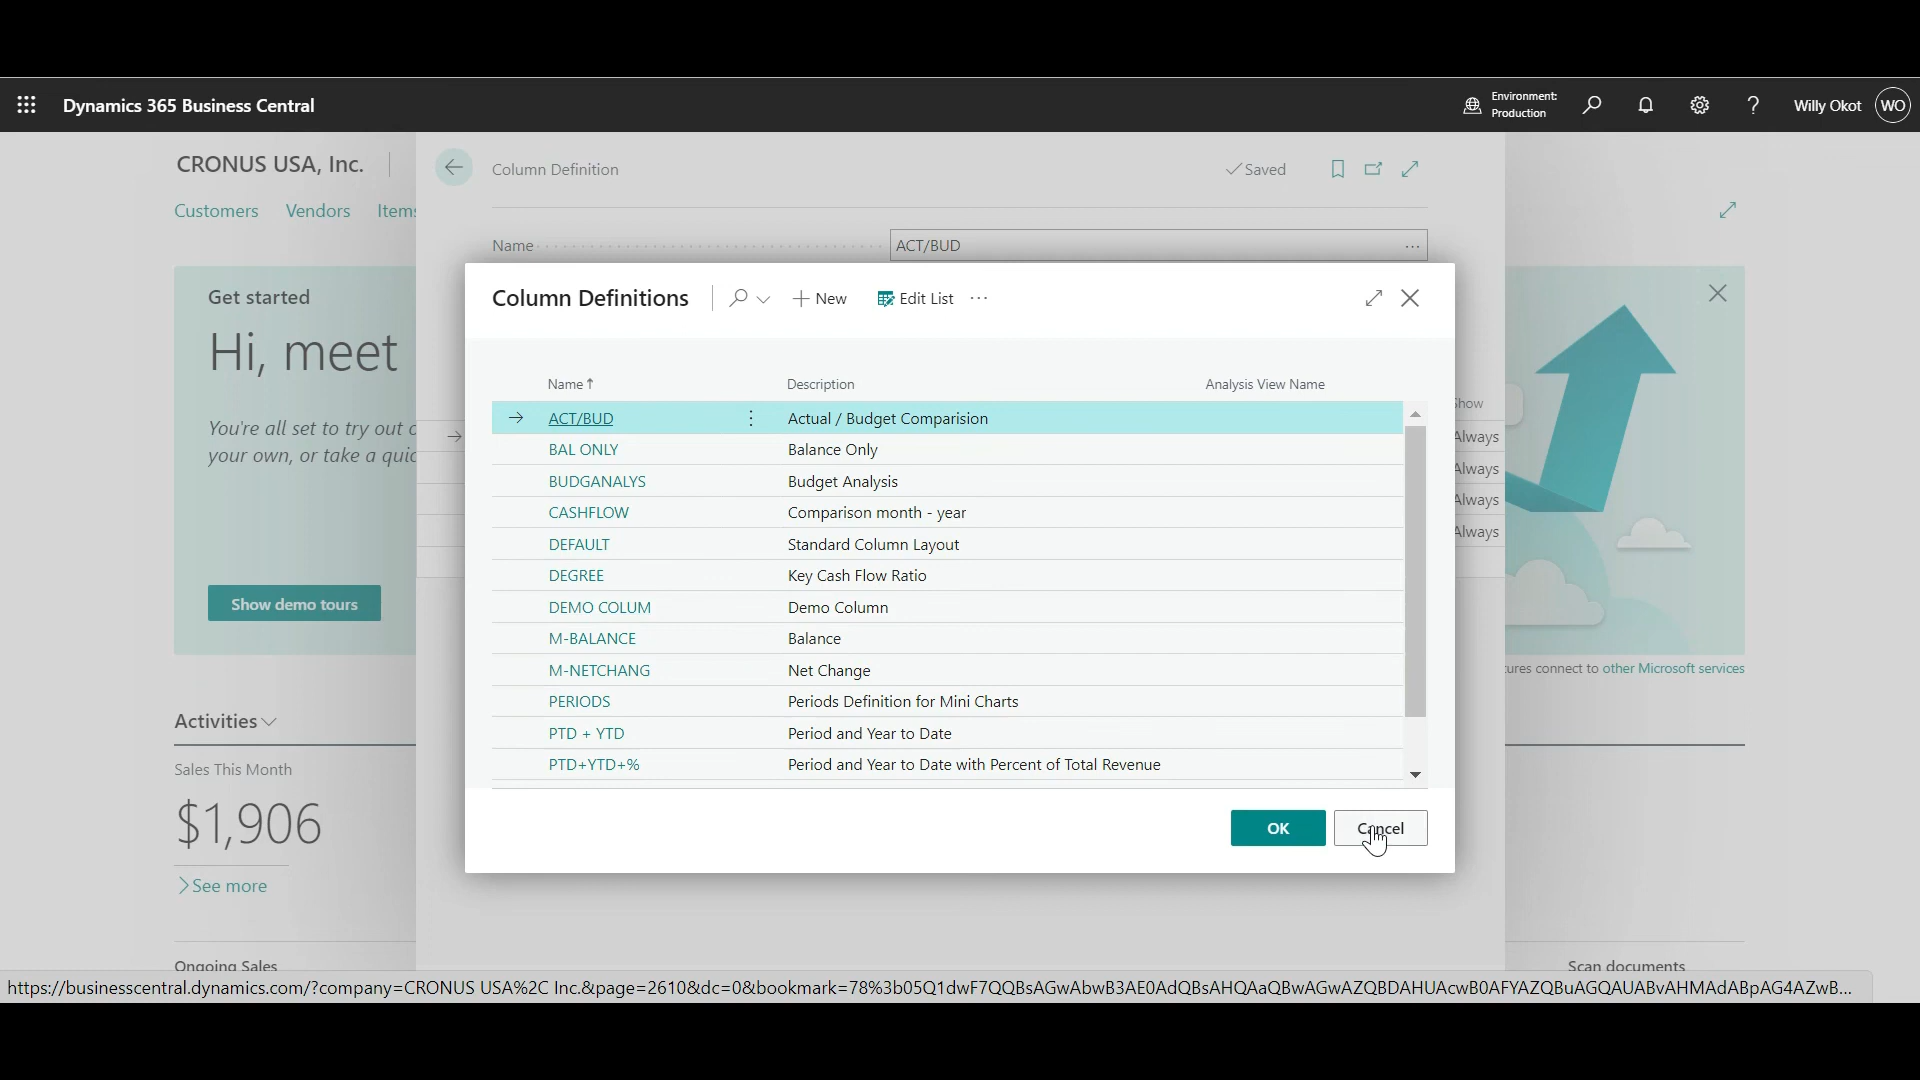 Dynamics 365 Business Central
Environment:
Production
?
Willy Okot
WO
CRONUS USA, Inc.
Customers Vendors Items
Column Definition
Saved
Name
ACT/BUD
...
Get started
Hi, meet
You're all set to try out
your own, or take a quic
Show demo tours
Column Definitions
New
Edit List
...
Name
Description
Analysis View Name
ACT/BUD Actual / Budget Comparision
BAL ONLY Balance Only
BUDGANALYS Budget Analysis
CASHFLOW Comparison month - year
DEFAULT Standard Column Layout
DEGREE Key Cash Flow Ratio
DEMO COLUM Demo Column
M-BALANCE Balance
M-NETCHANG Net Change
PERIODS Periods Definition for Mini Charts
PTD + YTD Period and Year to Date
PTD+YTD+% Period and Year to Date with Percent of Total Revenue
OK
Cancel
Show
Always
Always
Always
Always
ures connect to other Microsoft services
Activities
Sales This Month
$1,906
See more
Ongoing Sales
Scan documents
https://businesscentral.dynamics.com/?company=CRONUS USA%2C Inc.&page=2610&dc=0&bookmark=78%3b05Q1dwF7QQBsAGwAbwB3AE0AdQBsAHQAaQBwAGwAZQBDAHUAcwB0AFYAZQBuAGQAUABvAHMAdABpAG4AZwB...